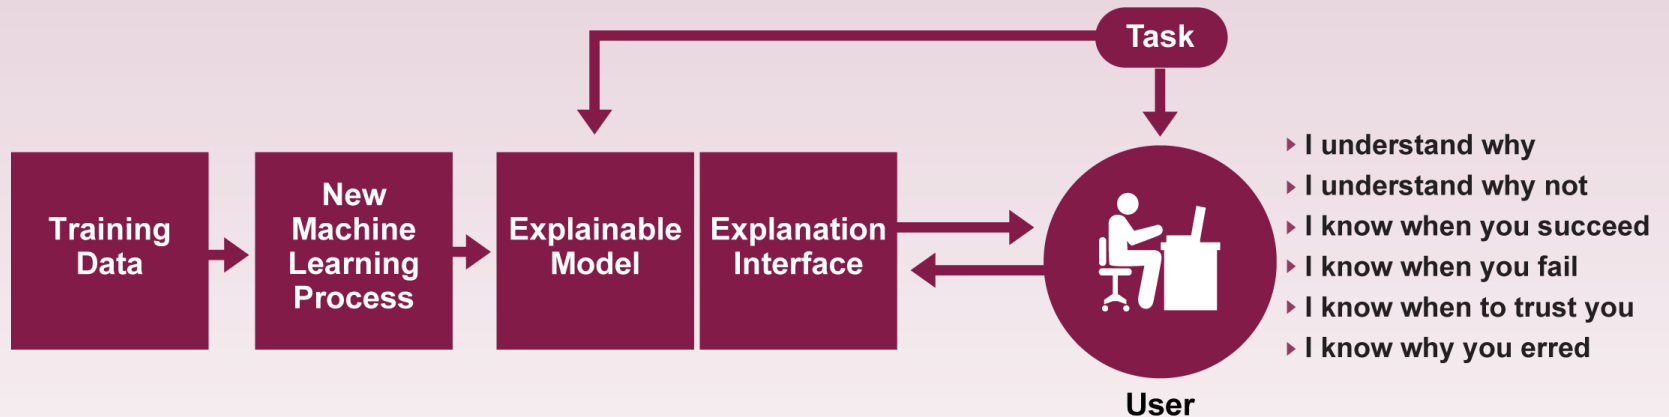 Task
Training
Data
New
Machine
Learning
Process
Explainable
Model
Explanation
Interface
I understand why
I understand why not
I know when you succeed
I know when you fail
I know when to trust you
I know why you erred
User